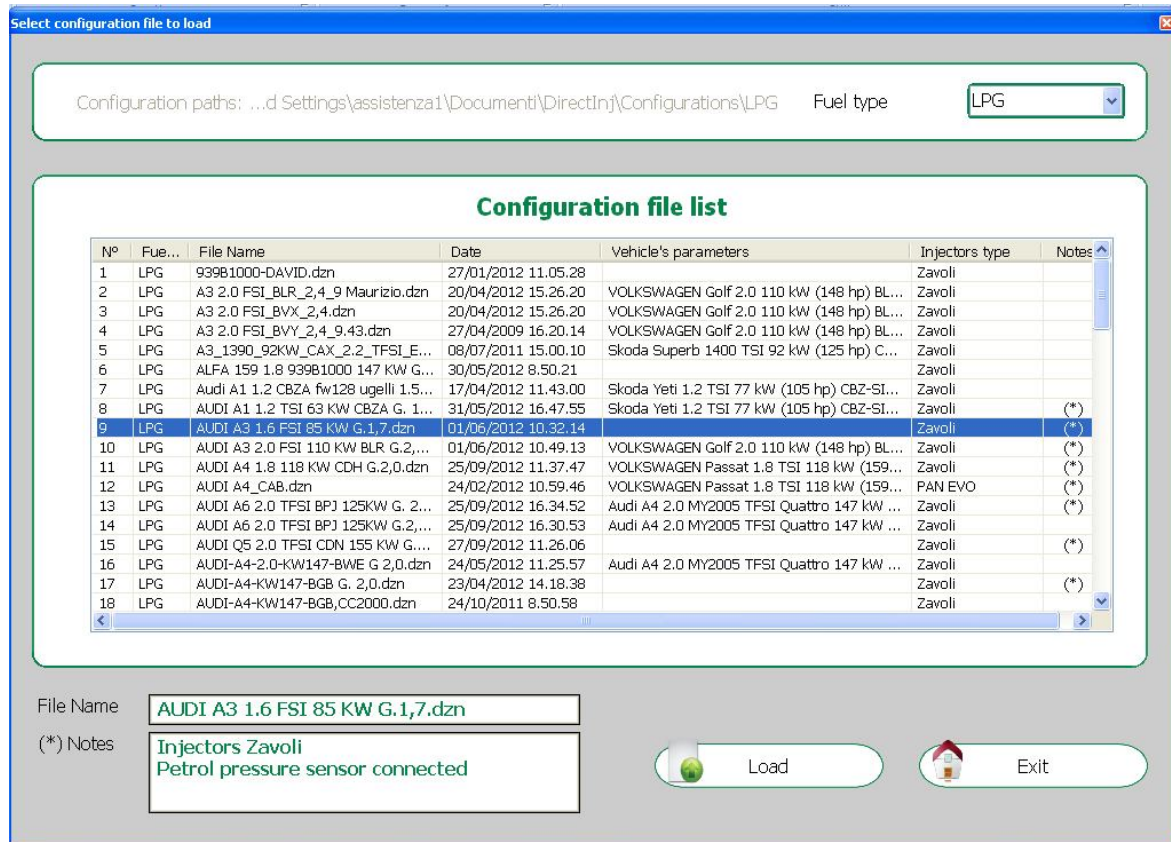 Select configuration file to load
Configuration paths: ...d Settings\assistenza1\Documenti\DirectInj\Configurations\LPG Fuel type LPG
Configuration file list
Nº Fue... File Name Date Vehicle's parameters Injectors type Notes
1 LPG 939B1000-DAVID.dzn 27/01/2012 11.05.28 Zavoli
2 LPG A3 2.0 FSI_BLR_2,4_9 Maurizio.dzn 20/04/2012 15.26.20 VOLKSWAGEN Golf 2.0 110 kW (148 hp) BL... Zavoli
3 LPG A3 2.0 FSI_BVX_2,4.dzn 20/04/2012 15.26.20 VOLKSWAGEN Golf 2.0 110 kW (148 hp) BL... Zavoli
4 LPG A3 2.0 FSI_BVY_2,4_9.43.dzn 27/04/2009 16.20.14 VOLKSWAGEN Golf 2.0 110 kW (148 hp) BL... Zavoli
5 LPG A3_1390_92KW_CAX_2.2_TFSI_E... 08/07/2011 15.00.10 Skoda Superb 1400 TSI 92 kW (125 hp) C... Zavoli
6 LPG ALFA 159 1.8 939B1000 147 KW G... 30/05/2012 8.50.21 Zavoli
7 LPG Audi A1 1.2 CBZA fw128 ugelli 1.5... 17/04/2012 11.43.00 Skoda Yeti 1.2 TSI 77 kW (105 hp) CBZ-SI... Zavoli
8 LPG AUDI A1 1.2 TSI 63 KW CBZA G. 1... 31/05/2012 16.47.55 Skoda Yeti 1.2 TSI 77 kW (105 hp) CBZ-SI... Zavoli (*)
9 LPG AUDI A3 1.6 FSI 85 KW G.1,7.dzn 01/06/2012 10.32.14 Zavoli (*)
10 LPG AUDI A3 2.0 FSI 110 KW BLR G.2,... 01/06/2012 10.49.13 VOLKSWAGEN Golf 2.0 110 kW (148 hp) BL... Zavoli (*)
11 LPG AUDI A4 1.8 118 KW CDH G.2,0.dzn 25/09/2012 11.37.47 VOLKSWAGEN Passat 1.8 TSI 118 kW (159... Zavoli (*)
12 LPG AUDI A4_CAB.dzn 24/02/2012 10.59.46 VOLKSWAGEN Passat 1.8 TSI 118 kW (159... PAN EVO (*)
13 LPG AUDI A6 2.0 TFSI BPJ 125KW G. 2... 25/09/2012 16.34.52 Audi A4 2.0 MY2005 TFSI Quattro 147 kW ... Zavoli (*)
14 LPG AUDI A6 2.0 TFSI BPJ 125KW G.2,... 25/09/2012 16.30.53 Audi A4 2.0 MY2005 TFSI Quattro 147 kW ... Zavoli
15 LPG AUDI Q5 2.0 TFSI CDN 155 KW G.... 27/09/2012 11.26.06 Zavoli (*)
16 LPG AUDI-A4-2.0-KW147-BWE G 2,0.dzn 24/05/2012 11.25.57 Audi A4 2.0 MY2005 TFSI Quattro 147 kW ... Zavoli
17 LPG AUDI-A4-KW147-BGB G. 2,0.dzn 23/04/2012 14.18.38 Zavoli (*)
18 LPG AUDI-A4-KW147-BGB,CC2000.dzn 24/10/2011 8.50.58 Zavoli
File Name AUDI A3 1.6 FSI 85 KW G.1,7.dzn
(*) Notes Injectors Zavoli
Petrol pressure sensor connected
Load Exit